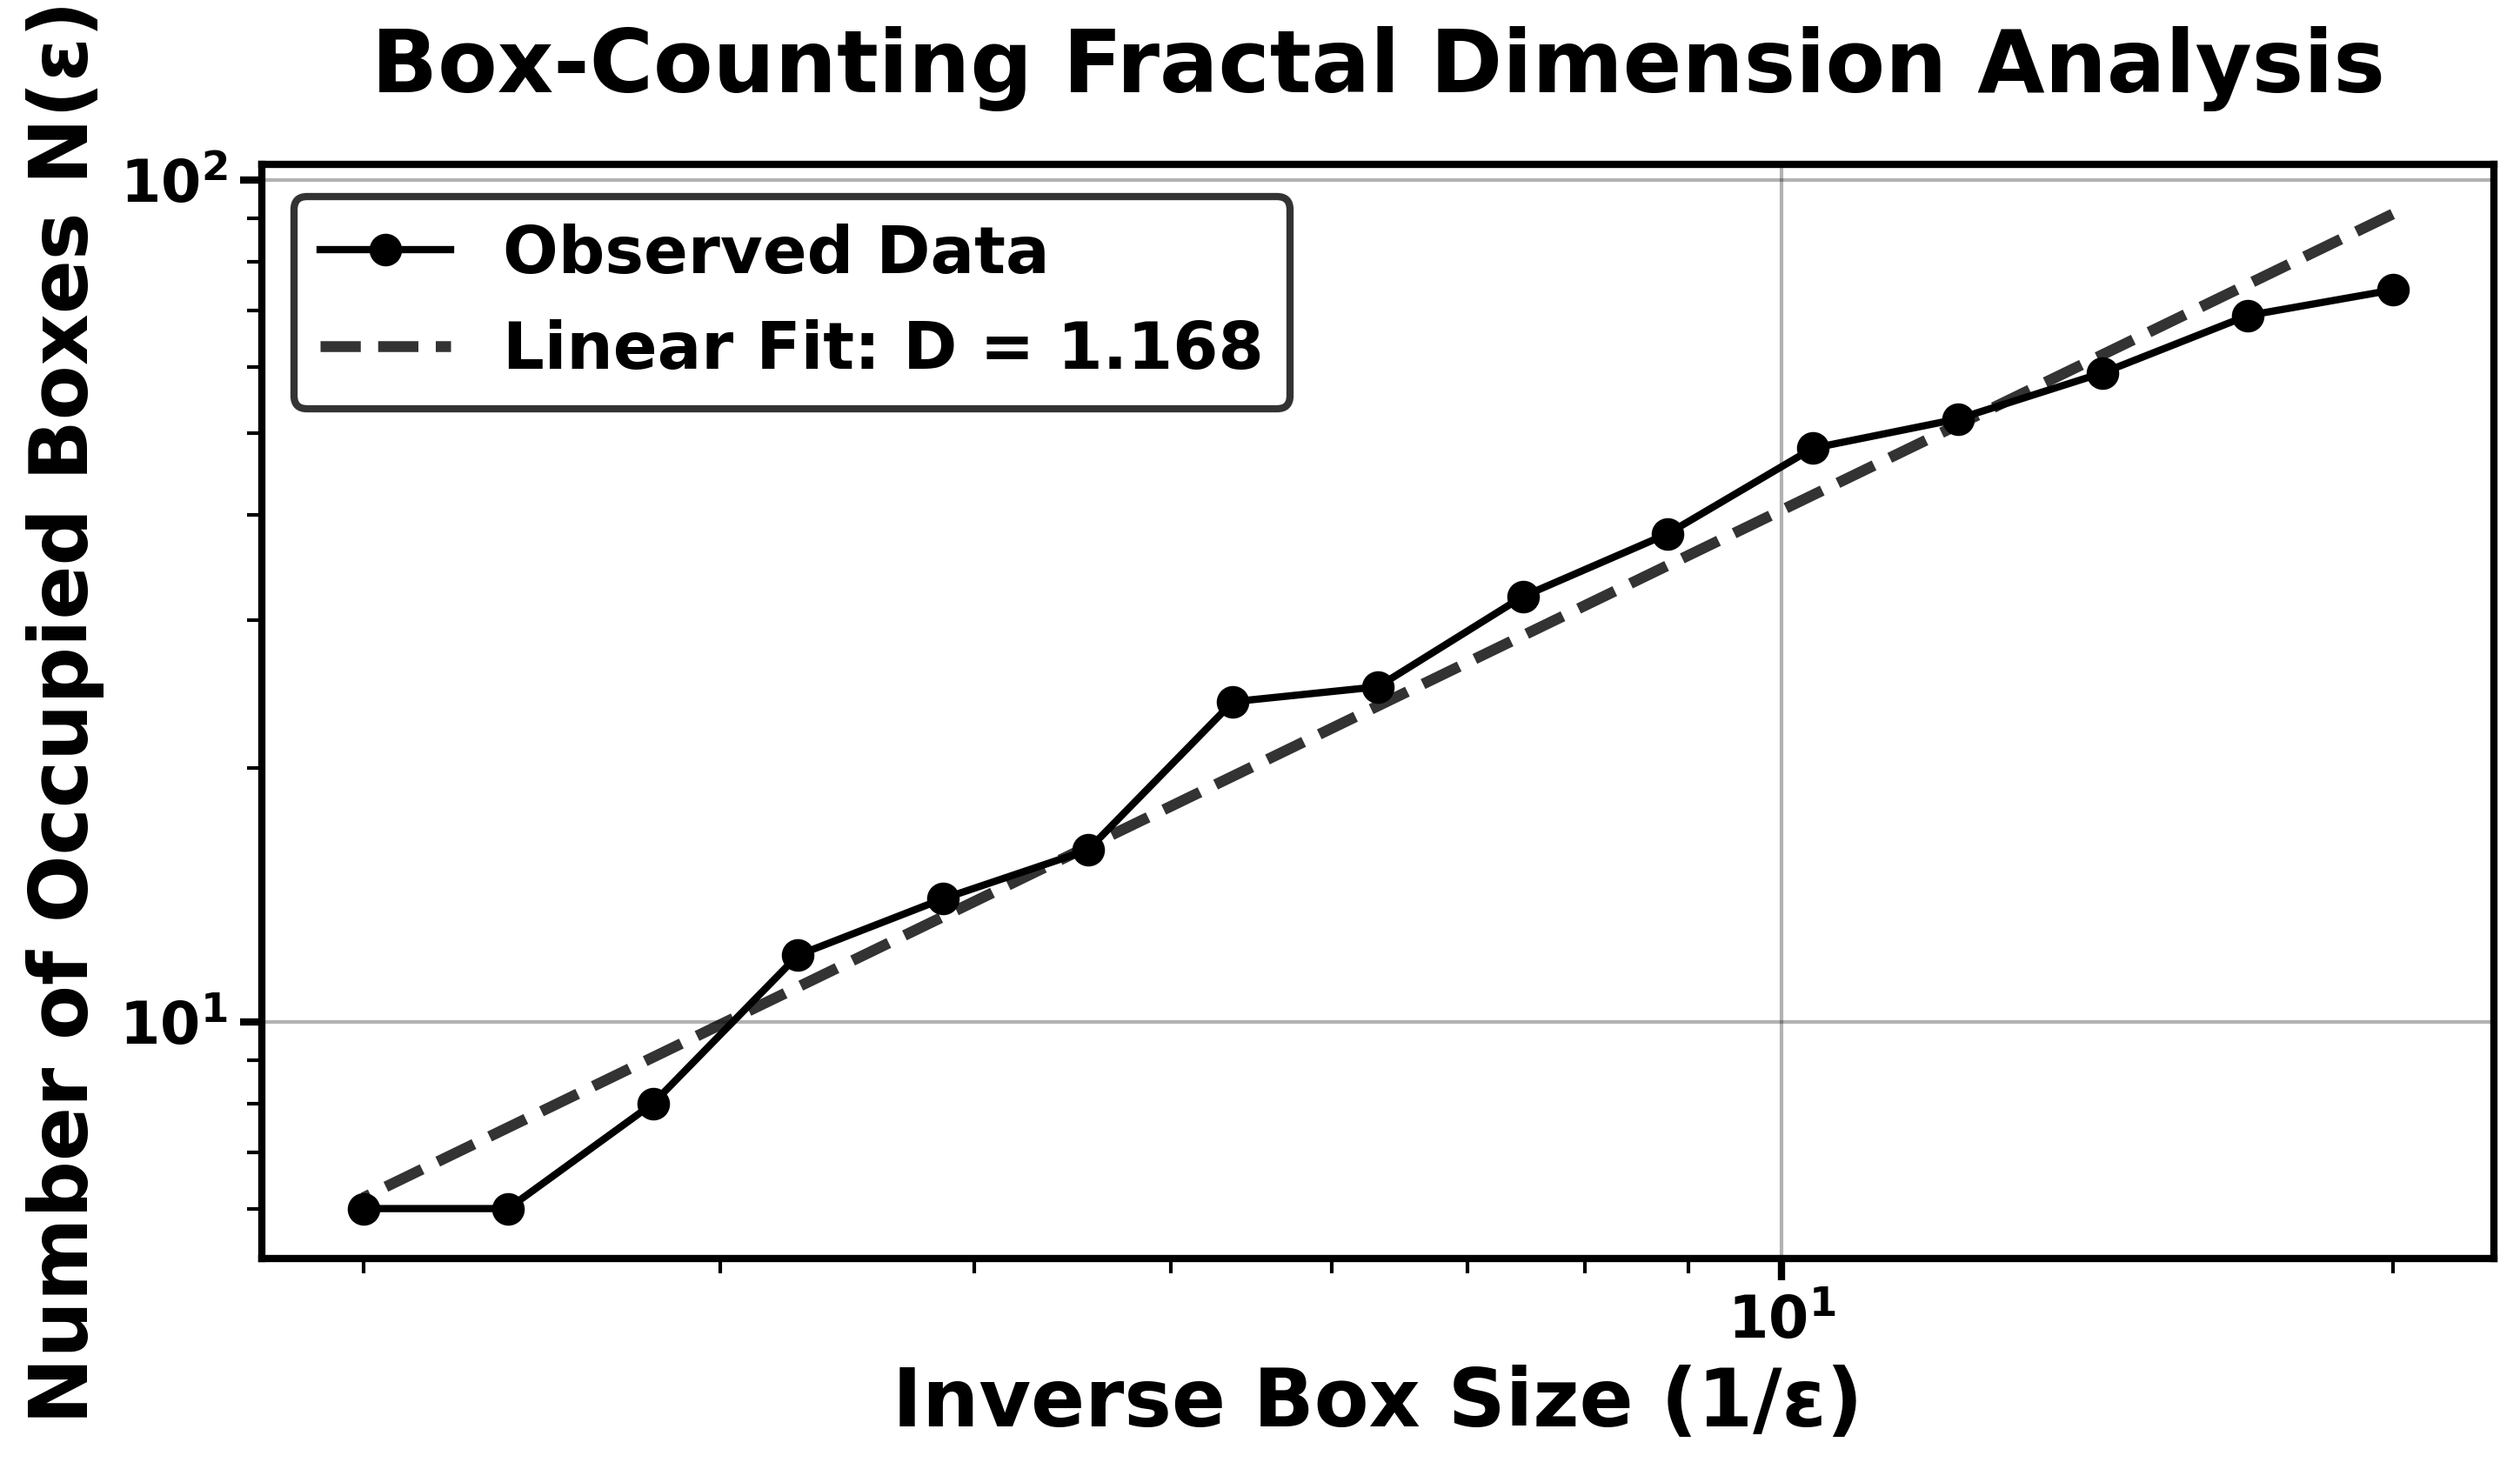 Box-Counting Fractal Dimension Analysis
Number of Occupied Boxes N(ε)
10²
10¹
Observed Data
Linear Fit: D = 1.168
10¹
Inverse Box Size (1/ε)